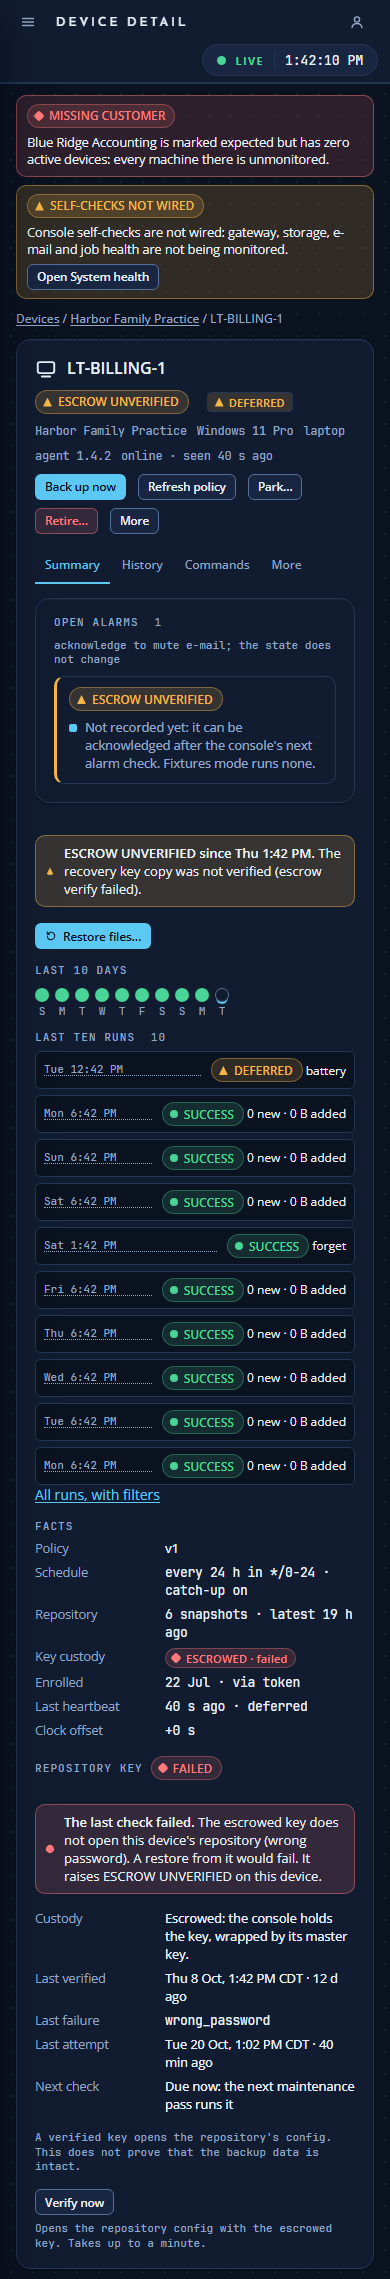 DEVICE DETAIL
LIVE
1:42:10 PM
MISSING CUSTOMER
Blue Ridge Accounting is marked expected but has zero
active devices: every machine there is unmonitored.
SELF-CHECKS NOT WIRED
Console self-checks are not wired: gateway, storage, e-
mail and job health are not being monitored.
Open System health
Devices / Harbor Family Practice / LT-BILLING-1
LT-BILLING-1
ESCROW UNVERIFIED DEFERRED
Harbor Family Practice Windows 11 Pro laptop
agent 1.4.2 online · seen 40 s ago
Back up now Refresh policy Park…
Retire… More
Summary History Commands More
OPEN ALARMS 1
acknowledge to mute e-mail; the state does
not change
ESCROW UNVERIFIED
Not recorded yet: it can be
acknowledged after the console's next
alarm check. Fixtures mode runs none.
ESCROW UNVERIFIED since Thu 1:42 PM. The
recovery key copy was not verified (escrow
verify failed).
Restore files…
LAST 10 DAYS
S M T W T F S S M T
LAST TEN RUNS 10
Tue 12:42 PM DEFERRED battery
Mon 6:42 PM SUCCESS 0 new · 0 B added
Sun 6:42 PM SUCCESS 0 new · 0 B added
Sat 6:42 PM SUCCESS 0 new · 0 B added
Sat 1:42 PM SUCCESS forget
Fri 6:42 PM SUCCESS 0 new · 0 B added
Thu 6:42 PM SUCCESS 0 new · 0 B added
Wed 6:42 PM SUCCESS 0 new · 0 B added
Tue 6:42 PM SUCCESS 0 new · 0 B added
Mon 6:42 PM SUCCESS 0 new · 0 B added
All runs, with filters
FACTS
Policy v1
Schedule every 24 h in */0-24 ·
catch-up on
Repository 6 snapshots · latest 19 h
ago
Key custody ESCROWED · failed
Enrolled 22 Jul · via token
Last heartbeat 40 s ago · deferred
Clock offset +0 s
REPOSITORY KEY FAILED
The last check failed. The escrowed key does
not open this device's repository (wrong
password). A restore from it would fail. It
raises ESCROW UNVERIFIED on this device.
Custody Escrowed: the console holds
the key, wrapped by its master
key.
Last verified Thu 8 Oct, 1:42 PM CDT · 12 d
ago
Last failure wrong_password
Last attempt Tue 20 Oct, 1:02 PM CDT · 40
min ago
Next check Due now: the next maintenance
pass runs it
A verified key opens the repository's config.
This does not prove that the backup data is
intact.
Verify now
Opens the repository config with the escrowed
key. Takes up to a minute.